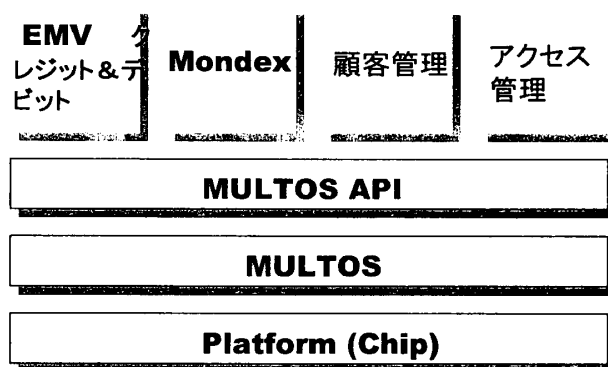 EMV　ク
レジット＆デ
ビット
Mondex
顧客管理
アクセス
管理
MULTOS API
MULTOS
Platform (Chip)